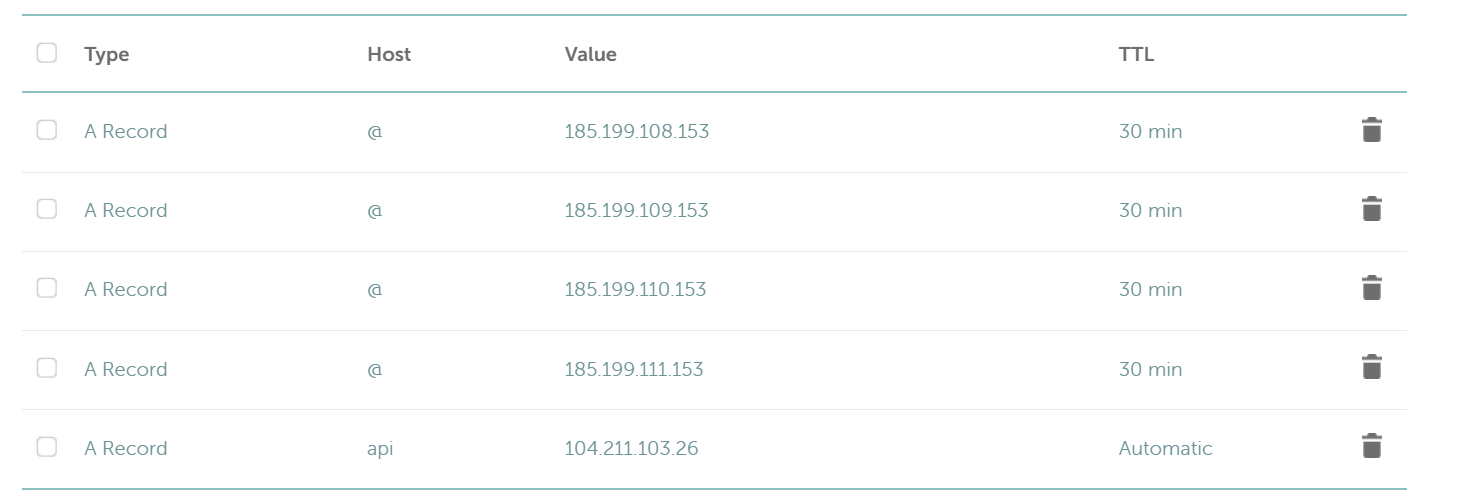 Type Host Value TTL
A Record @ 185.199.108.153 30 min
A Record @ 185.199.109.153 30 min
A Record @ 185.199.110.153 30 min
A Record @ 185.199.111.153 30 min
A Record api 104.211.103.26 Automatic